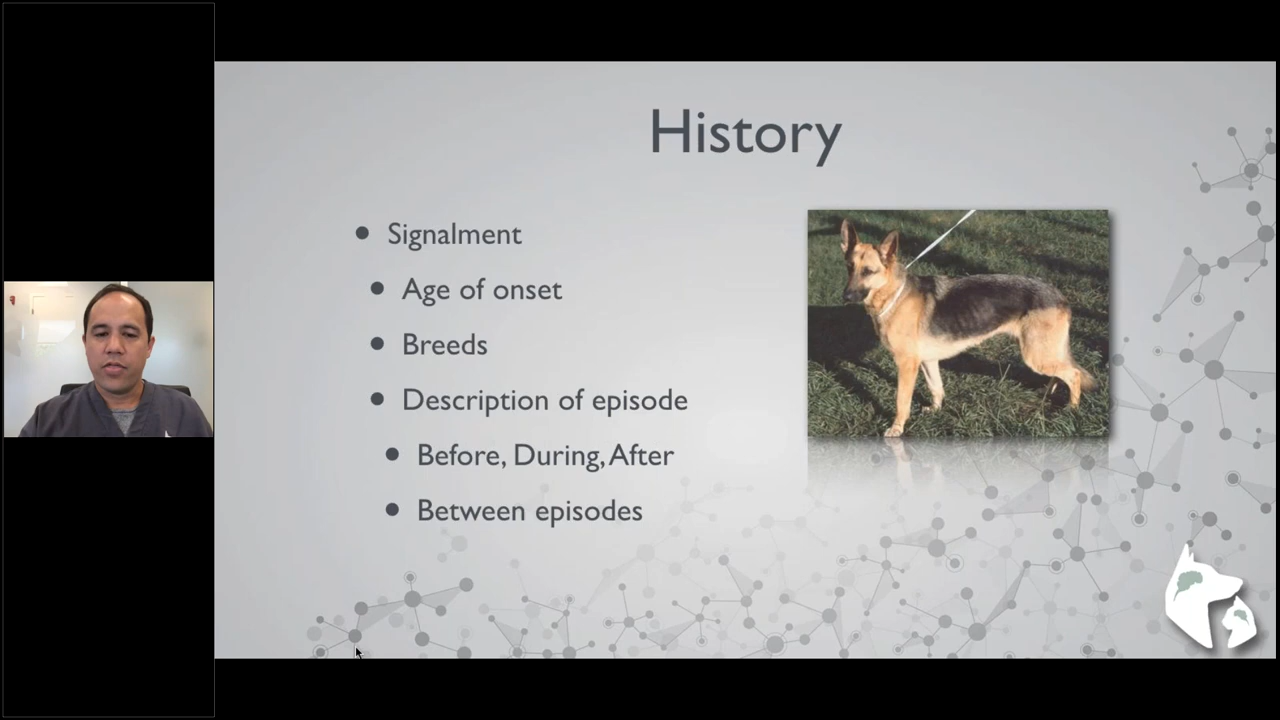 History
Signalment
Age of onset
Breeds
Description of episode
Before, During, After
Between episodes